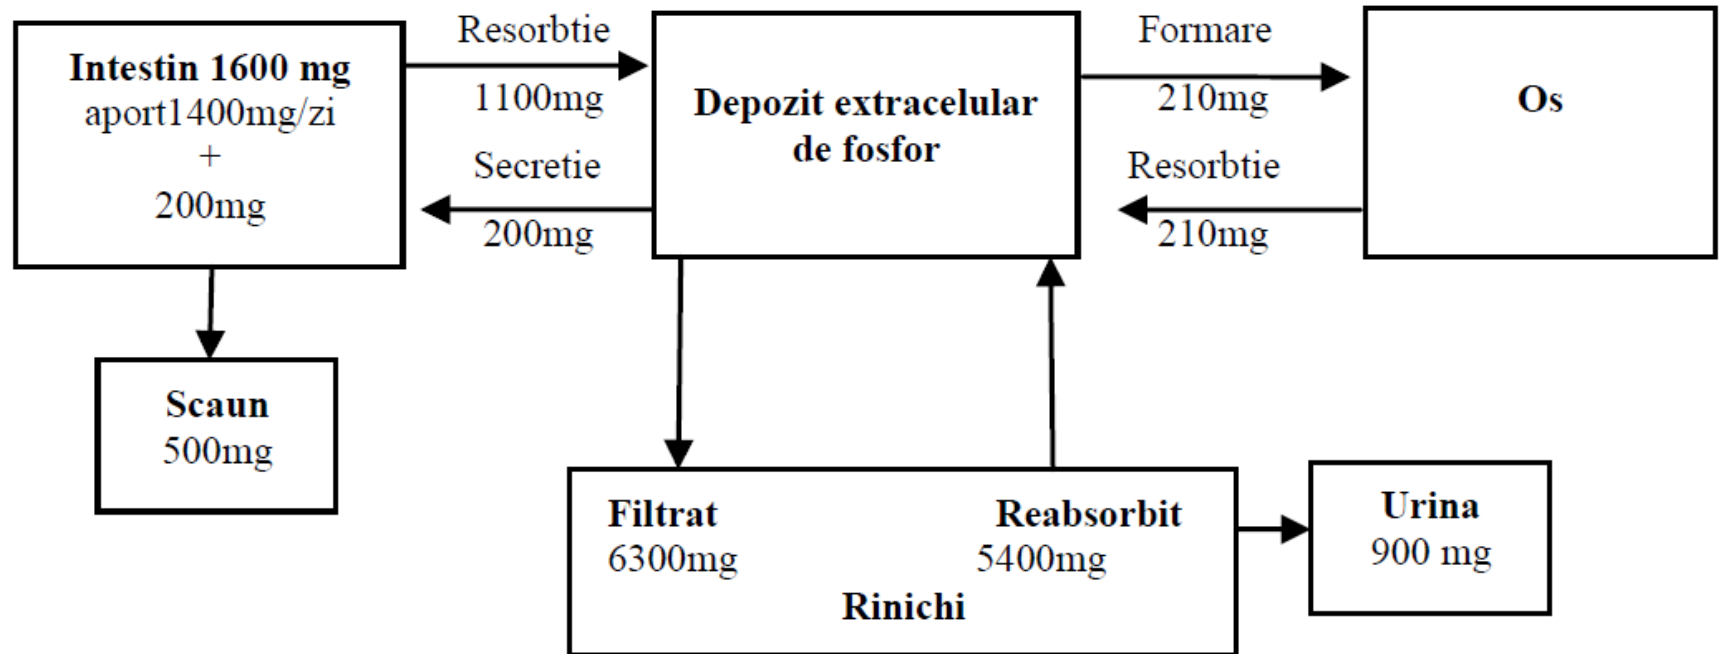 Intestin 1600 mg
aport1400mg/zi
+
200mg
Resorbtie
1100mg
Secretie
200mg
Depozit extracelular
de fosfor
Formare
210mg
Resorbtie
210mg
Os
Scaun
500mg
Filtrat
6300mg
Reabsorbit
5400mg
Rinichi
Urina
900 mg